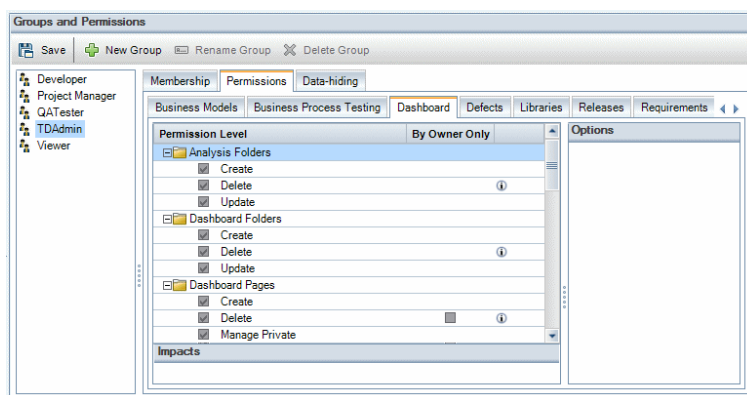 Groups and Permissions
Save New Group Rename Group Delete Group
Developer
Project Manager
QATester
TDAdmin
Viewer
Membership Permissions Data-hiding
Business Models Business Process Testing Dashboard Defects Libraries Releases Requirements
Permission Level By Owner Only
Analysis Folders
Create
Delete
Update
Dashboard Folders
Create
Delete
Update
Dashboard Pages
Create
Delete
Manage Private
Impacts
Options